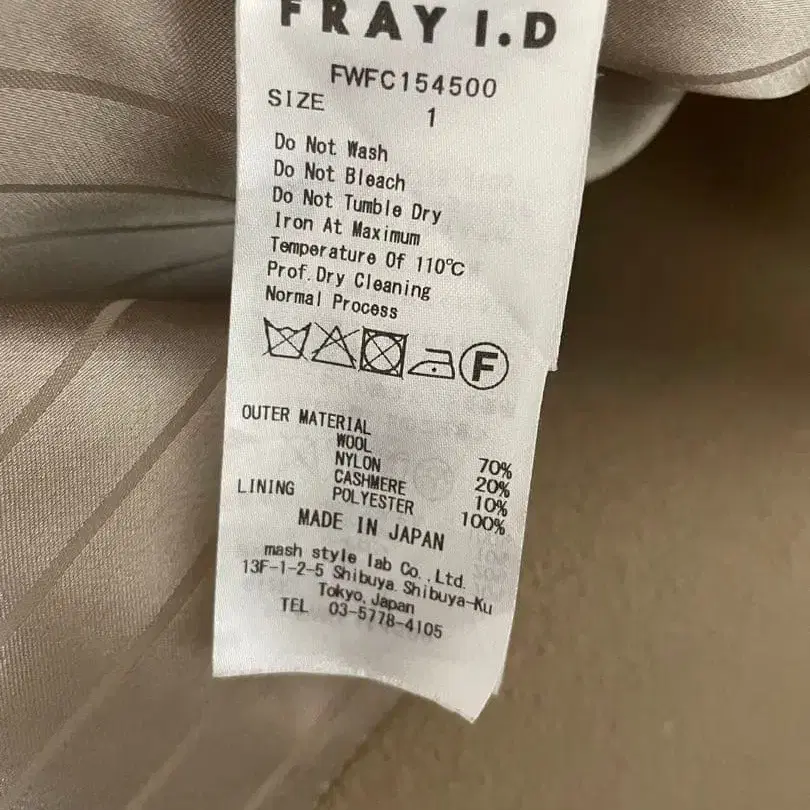 FRAY I.D
FWFC154500
SIZE 1
Do Not Wash
Do Not Bleach
Do Not Tumble Dry
Iron At Maximum
Temperature Of 110℃
Prof.Dry Cleaning
Normal Process
F
OUTER MATERIAL
WOOL 70%
NYLON 20%
CASHMERE 10%
LINING POLYESTER 100%
MADE IN JAPAN
mash style lab Co.,Ltd.
13F-1-2-5 Shibuya.Shibuya-Ku
Tokyo.Japan
TEL 03-5778-4105